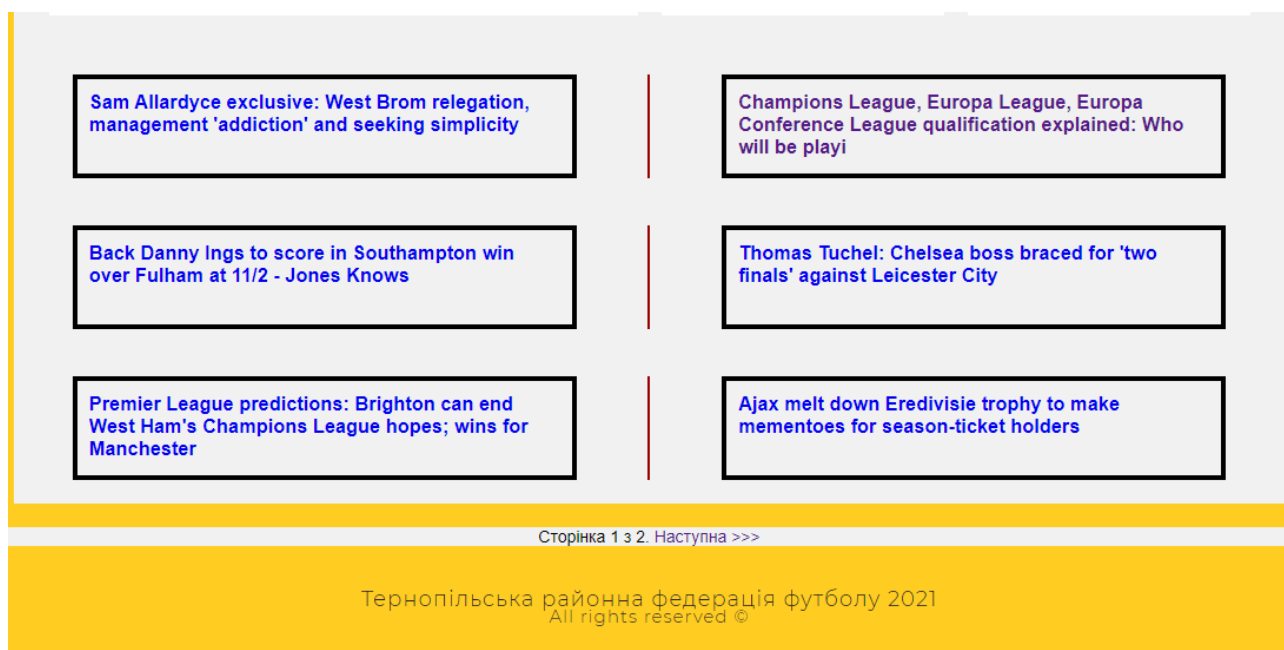 Sam Allardyce exclusive: West Brom relegation,
management 'addiction' and seeking simplicity
Champions League, Europa League, Europa
Conference League qualification explained: Who
will be playi
Back Danny Ings to score in Southampton win
over Fulham at 11/2 - Jones Knows
Thomas Tuchel: Chelsea boss braced for 'two
finals' against Leicester City
Premier League predictions: Brighton can end
West Ham's Champions League hopes; wins for
Manchester
Ajax melt down Eredivisie trophy to make
mementoes for season-ticket holders
Сторінка 1 з 2. Наступна >>>
Тернопільська районна федерація футболу 2021
All rights reserved ©